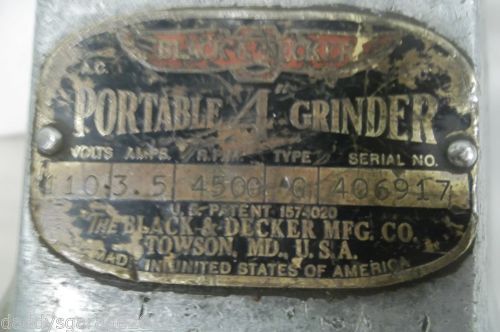 BLACK & DECKER
A.C.
PORTABLE 4" GRINDER
VOLTS AMPS. R.P.M. TYPE SERIAL NO.
110 3.5 4500 G 406917
U.S. PATENT 157,020
The BLACK & DECKER MFG. CO.
TOWSON, MD., U.S.A.
MADE IN UNITED STATES OF AMERICA